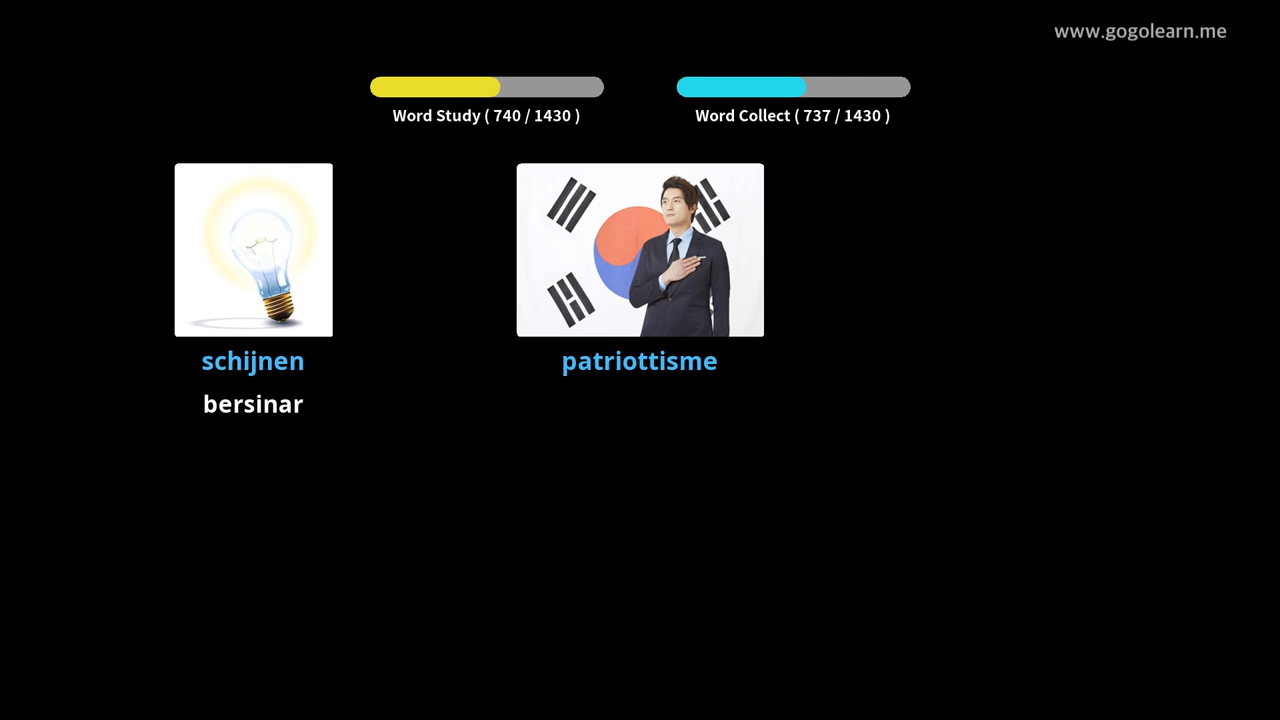 www.gogolearn.me
Word Study ( 740 / 1430 )
Word Collect ( 737 / 1430 )
schijnen
patriottisme
bersinar